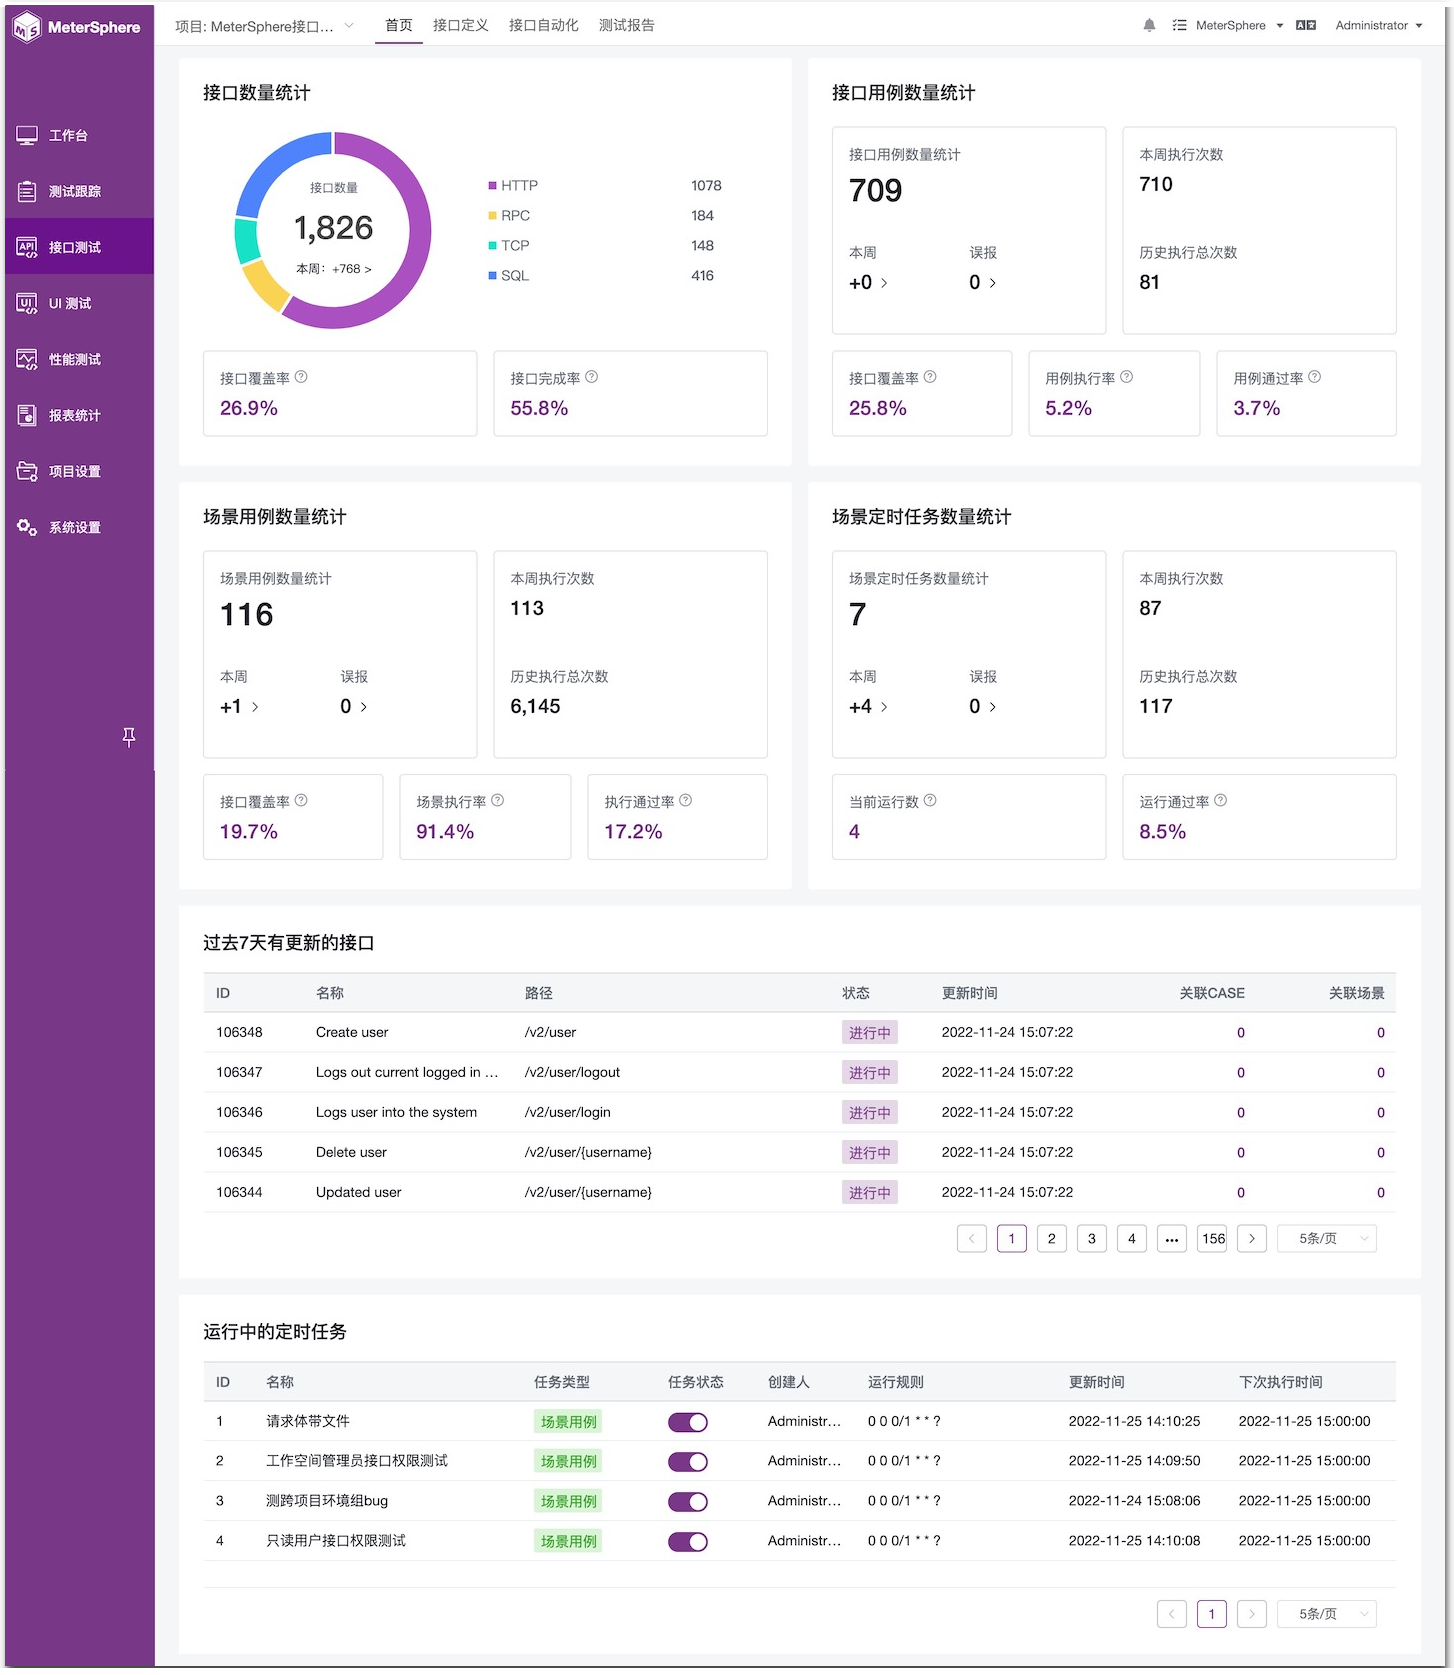 MeterSphere
项目: MeterSphere接口...
首页
接口定义
接口自动化
测试报告
MeterSphere
Administrator
工作台
测试跟踪
接口测试
UI 测试
性能测试
报表统计
项目设置
系统设置
接口数量统计
接口数量
1,826
本周：+768 >
HTTP 1078
RPC 184
TCP 148
SQL 416
接口覆盖率
26.9%
接口完成率
55.8%
接口用例数量统计
接口用例数量统计
709
本周 误报
+0 > 0 >
本周执行次数
710
历史执行总次数
81
接口覆盖率
25.8%
用例执行率
5.2%
用例通过率
3.7%
场景用例数量统计
场景用例数量统计
116
本周 误报
+1 > 0 >
本周执行次数
113
历史执行总次数
6,145
接口覆盖率
19.7%
场景执行率
91.4%
执行通过率
17.2%
场景定时任务数量统计
场景定时任务数量统计
7
本周 误报
+4 > 0 >
本周执行次数
87
历史执行总次数
117
当前运行数
4
运行通过率
8.5%
过去7天有更新的接口
ID 名称 路径 状态 更新时间 关联CASE 关联场景
106348 Create user /v2/user 进行中 2022-11-24 15:07:22 0 0
106347 Logs out current logged in ... /v2/user/logout 进行中 2022-11-24 15:07:22 0 0
106346 Logs user into the system /v2/user/login 进行中 2022-11-24 15:07:22 0 0
106345 Delete user /v2/user/{username} 进行中 2022-11-24 15:07:22 0 0
106344 Updated user /v2/user/{username} 进行中 2022-11-24 15:07:22 0 0
< 1 2 3 4 ... 156 > 5条/页
运行中的定时任务
ID 名称 任务类型 任务状态 创建人 运行规则 更新时间 下次执行时间
1 请求体带文件 场景用例 Administr... 0 0 0/1 * * ? 2022-11-25 14:10:25 2022-11-25 15:00:00
2 工作空间管理员接口权限测试 场景用例 Administr... 0 0 0/1 * * ? 2022-11-25 14:09:50 2022-11-25 15:00:00
3 测跨项目环境组bug 场景用例 Administr... 0 0 0/1 * * ? 2022-11-24 15:08:06 2022-11-25 15:00:00
4 只读用户接口权限测试 场景用例 Administr... 0 0 0/1 * * ? 2022-11-25 14:10:08 2022-11-25 15:00:00
< 1 > 5条/页